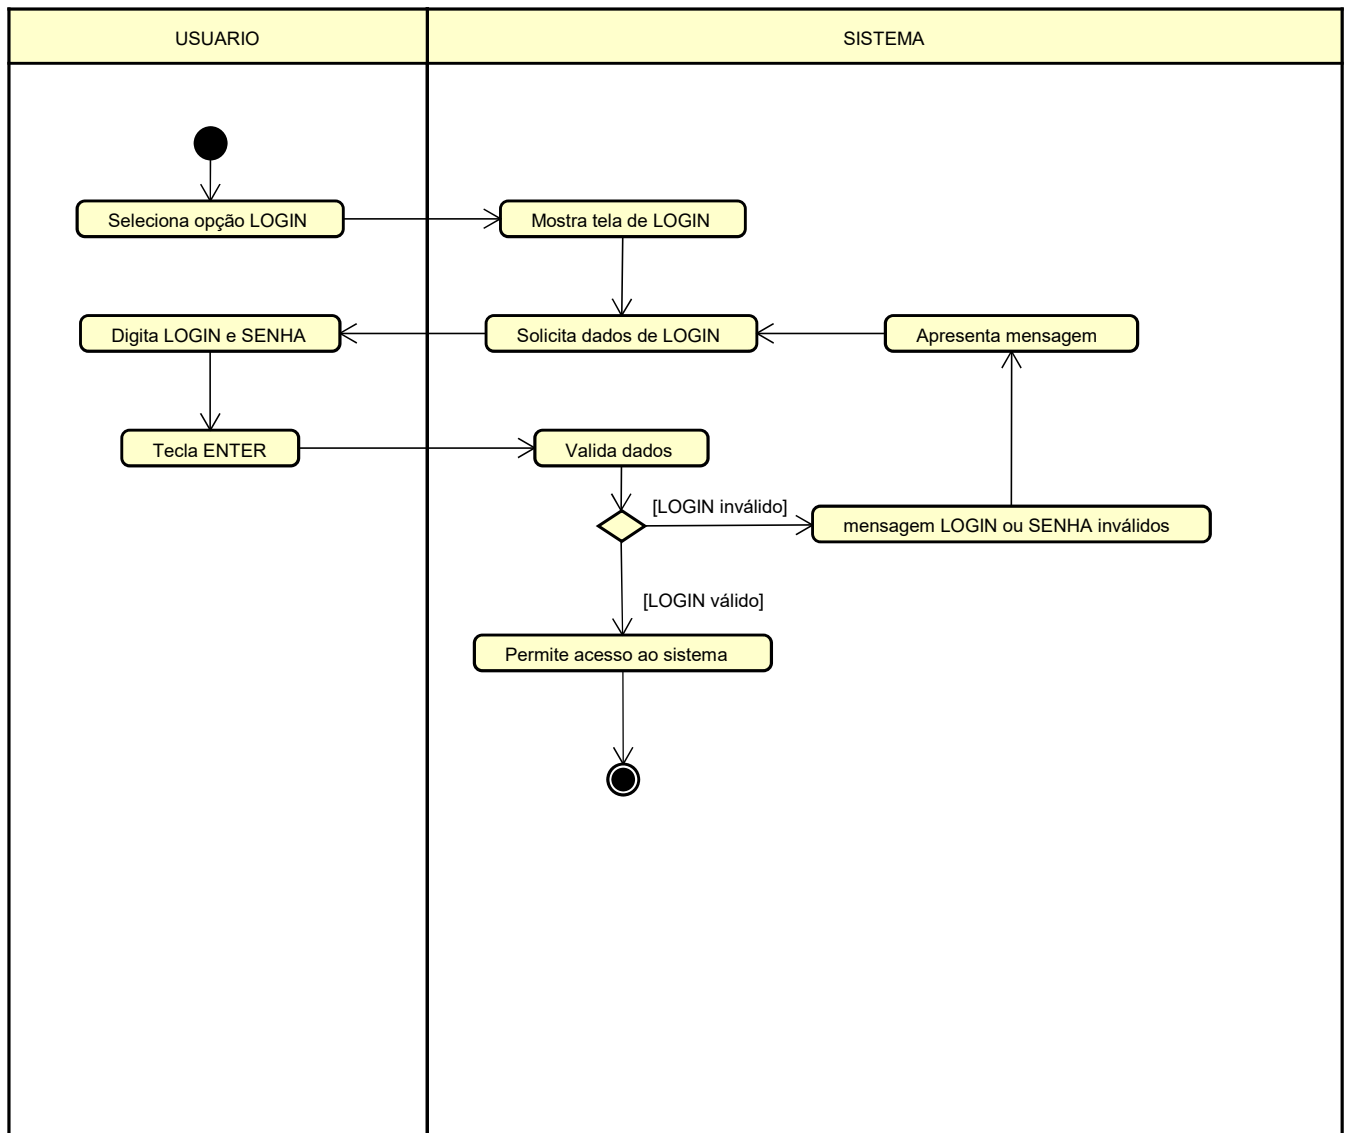 USUARIO
SISTEMA
Seleciona opção LOGIN
Mostra tela de LOGIN
Digita LOGIN e SENHA
Solicita dados de LOGIN
Apresenta mensagem
Tecla ENTER
Valida dados
[LOGIN inválido]
mensagem LOGIN ou SENHA inválidos
[LOGIN válido]
Permite acesso ao sistema